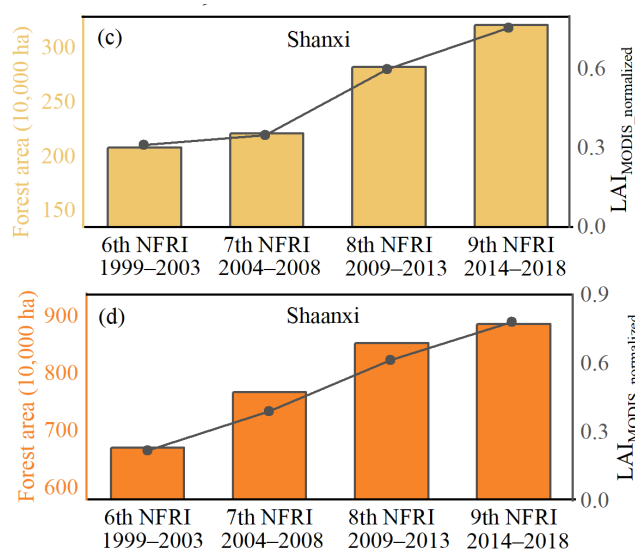 (c)
Shanxi
Forest area (10,000 ha)
300
250
200
150
0.6
0.3
0.0
LAI_MODIS_normalized
6th NFRI
1999–2003
7th NFRI
2004–2008
8th NFRI
2009–2013
9th NFRI
2014–2018
(d)
Shaanxi
Forest area (10,000 ha)
900
800
700
600
0.9
0.6
0.3
0.0
LAI_MODIS_normalized
6th NFRI
1999–2003
7th NFRI
2004–2008
8th NFRI
2009–2013
9th NFRI
2014–2018